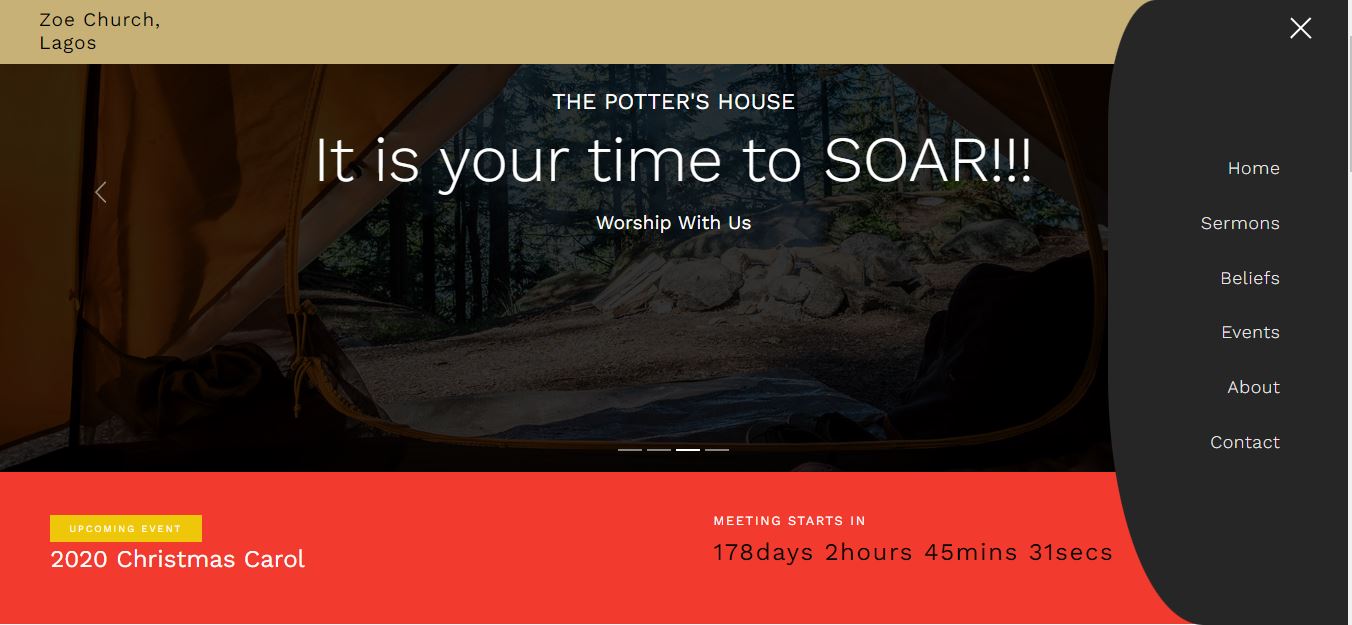 Zoe Church,
Lagos
THE POTTER'S HOUSE
It is your time to SOAR!!!
Worship With Us
Home
Sermons
Beliefs
Events
About
Contact
UPCOMING EVENT
2020 Christmas Carol
MEETING STARTS IN
178days 2hours 45mins 31secs